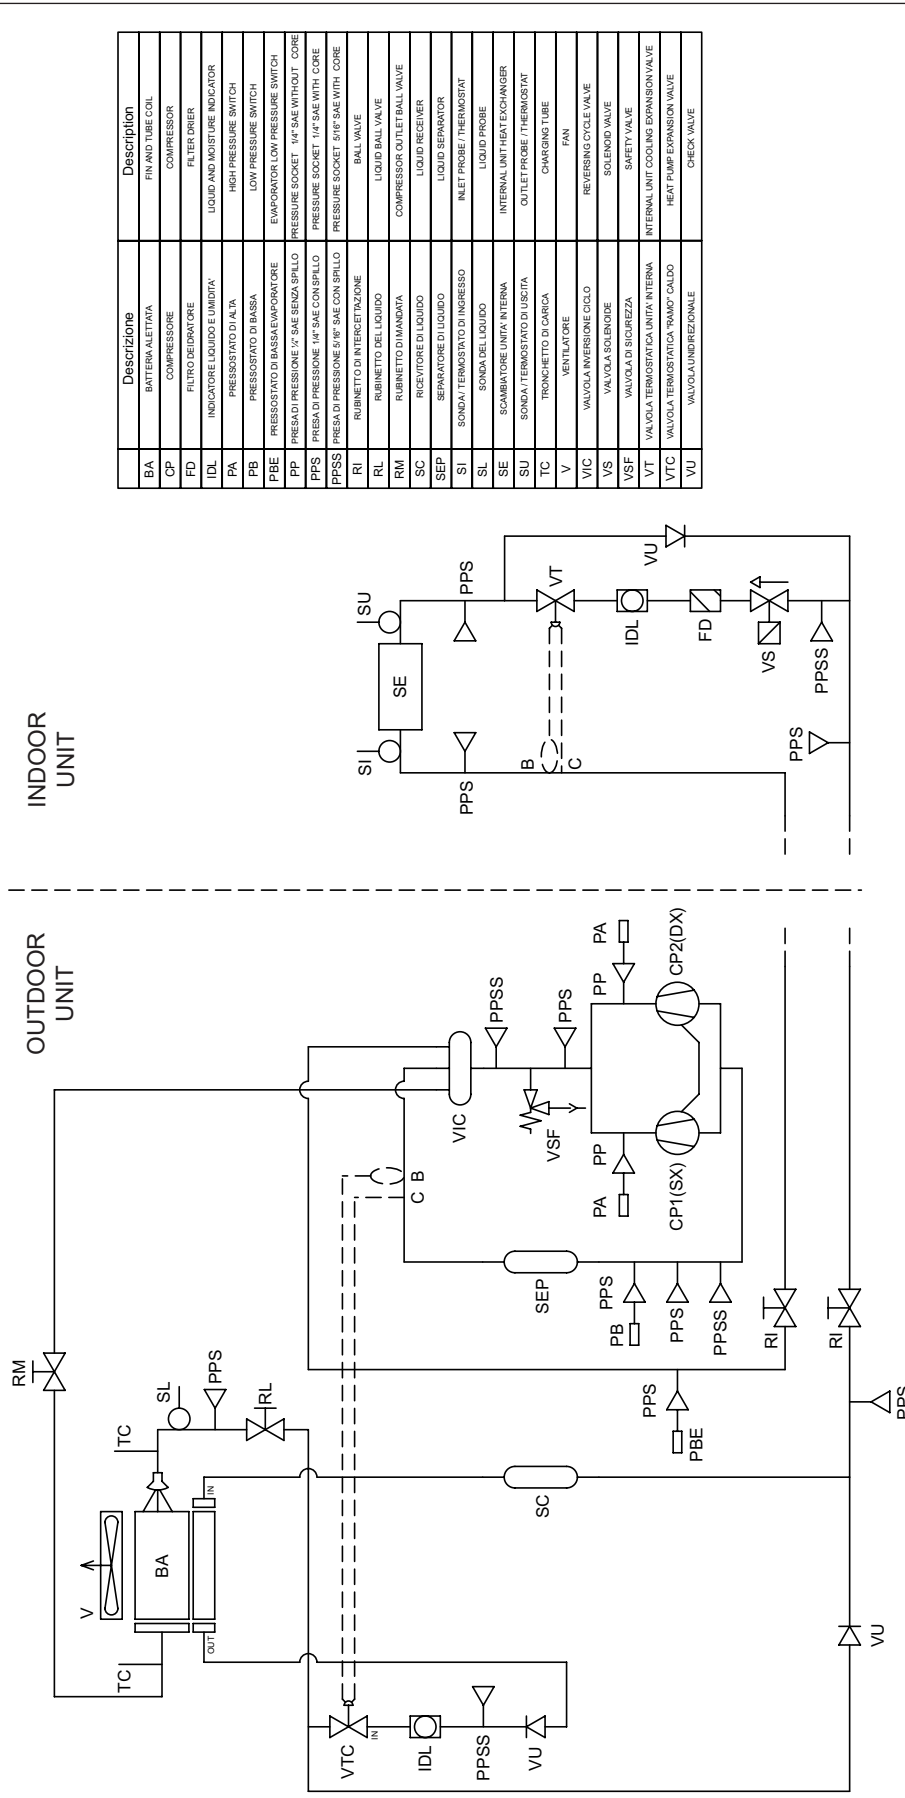 Descrizione Description
BA BATTERIA ALETTATA FIN AND TUBE COIL
CP COMPRESSORE COMPRESSOR
FD FILTRO DEIDRATORE FILTER DRIER
IDL INDICATORE LIQUIDO E UMIDITA' LIQUID AND MOISTURE INDICATOR
PA PRESSOSTATO DI ALTA HIGH PRESSURE SWITCH
PB PRESSOSTATO DI BASSA LOW PRESSURE SWITCH
PBE PRESSOSTATO DI BASSA EVAPORATORE EVAPORATOR LOW PRESSURE SWITCH
PP PRESA DI PRESSIONE ¼" SAE SENZA SPILLO PRESSURE SOCKET 1/4" SAE WITHOUT CORE
PPS PRESA DI PRESSIONE 1/4" SAE CON SPILLO PRESSURE SOCKET 1/4" SAE WITH CORE
PPSS PRESA DI PRESSIONE 5/16" SAE CON SPILLO PRESSURE SOCKET 5/16" SAE WITH CORE
RI RUBINETTO DI INTERCETTAZIONE BALL VALVE
RL RUBINETTO DEL LIQUIDO LIQUID BALL VALVE
RM RUBINETTO DI MANDATA COMPRESSOR OUTLET BALL VALVE
SC RICEVITORE DI LIQUIDO LIQUID RECEIVER
SEP SEPARATORE DI LIQUIDO LIQUID SEPARATOR
SI SONDA / TERMOSTATO DI INGRESSO INLET PROBE / THERMOSTAT
SL SONDA DEL LIQUIDO LIQUID PROBE
SE SCAMBIATORE UNITA' INTERNA INTERNAL UNIT HEAT EXCHANGER
SU SONDA / TERMOSTATO DI USCITA OUTLET PROBE / THERMOSTAT
TC TRONCHETTO DI CARICA CHARGING TUBE
V VENTILATORE FAN
VIC VALVOLA INVERSIONE CICLO REVERSING CYCLE VALVE
VS VALVOLA SOLENOIDE SOLENOID VALVE
VSF VALVOLA DI SICUREZZA SAFETY VALVE
VT VALVOLA TERMOSTATICA UNITA' INTERNA INTERNAL UNIT COOLING EXPANSION VALVE
VTC VALVOLA TERMOSTATICA "RAMO" CALDO HEAT PUMP EXPANSION VALVE
VU VALVOLA UNIDIREZIONALE CHECK VALVE
OUTDOOR
UNIT
INDOOR
UNIT
RM
TC
V
BA
TC
SL
PPS
RL
IN
OUT
VTC
IN
IDL
PPSS
VU
SC
VU
PPS
C B
VIC
PPSS
PPS
VSF
PA
PP
PP
PA
CP1(SX)
CP2(DX)
SEP
PB
PPS
PPS
PPSS
PBE
PPS
RI
RI
SI
SE
SU
PPS
PPS
B
C
VT
IDL
FD
VS
PPSS
VU
PPS